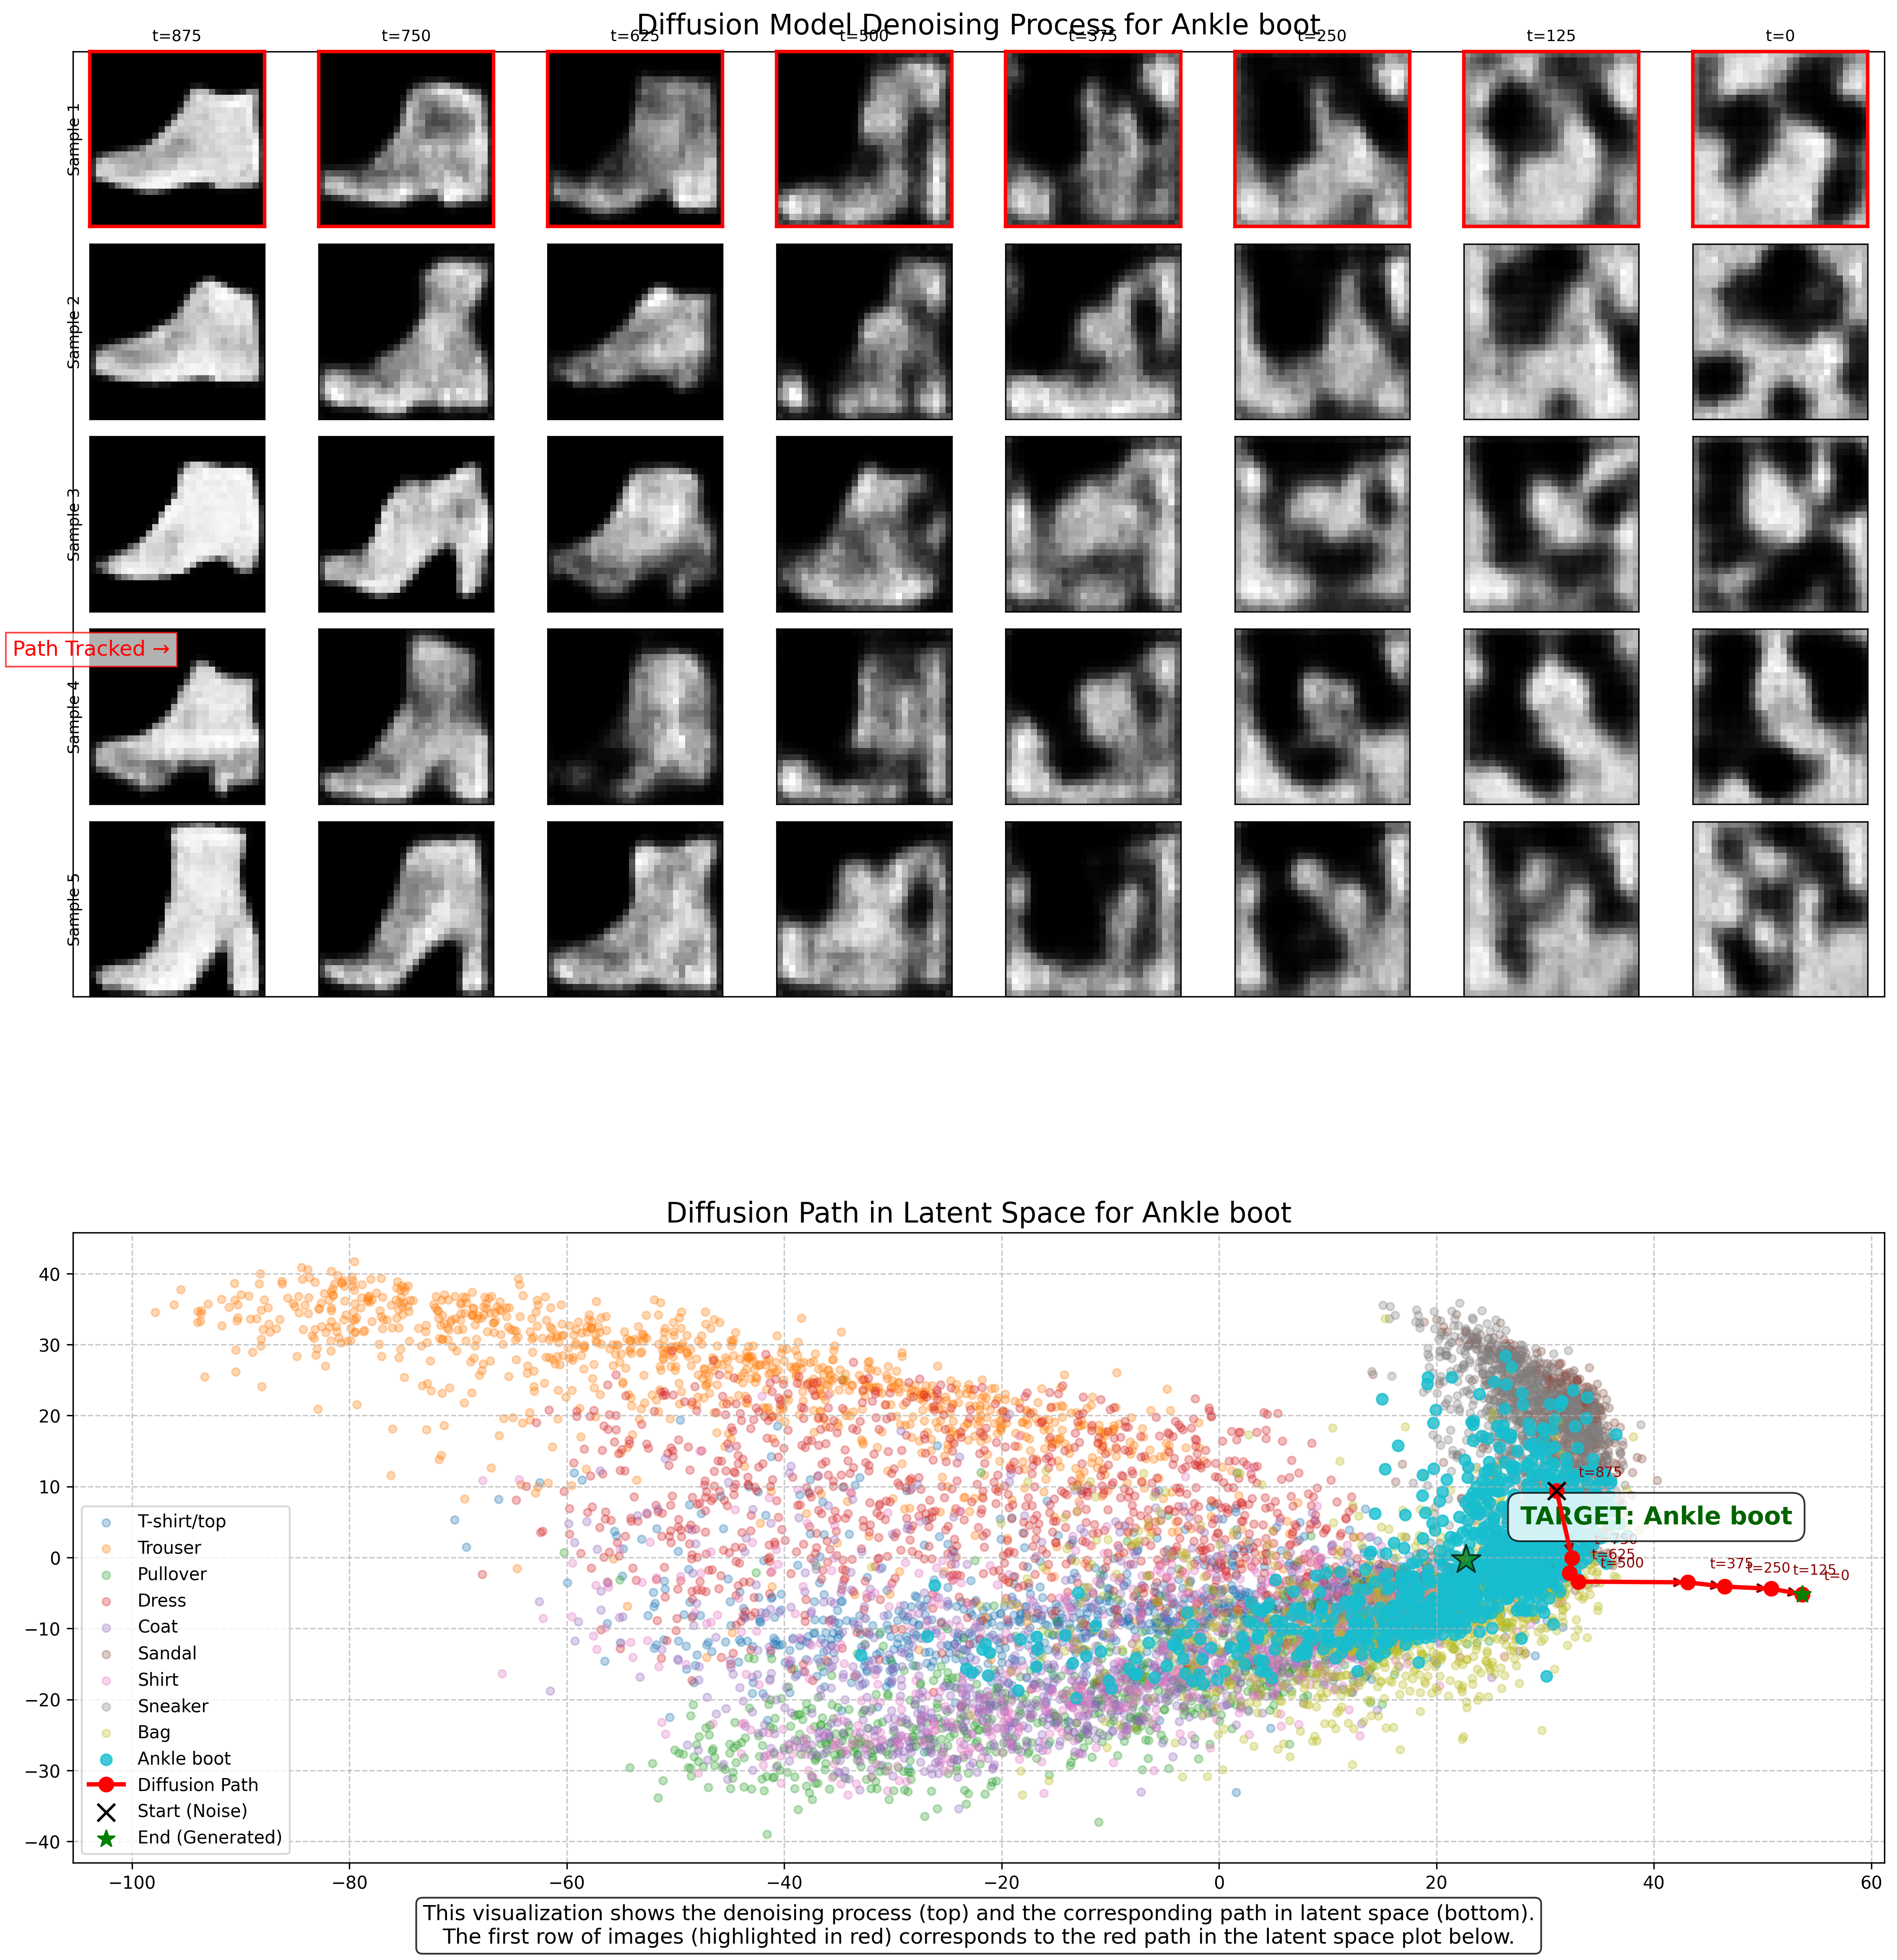 Diffusion Model Denoising Process for Ankle boot
t=875 t=750 t=625 t=500 t=375 t=250 t=125 t=0
Sample 1
Sample 2
Sample 3
Path Tracked →
Sample 4
Sample 5
Diffusion Path in Latent Space for Ankle boot
40
30
20
10
0
−10
−20
−30
−40
t=875
TARGET: Ankle boot
t=750
t=625
t=500
t=375
t=250
t=125
t=0
T-shirt/top
Trouser
Pullover
Dress
Coat
Sandal
Shirt
Sneaker
Bag
Ankle boot
Diffusion Path
Start (Noise)
End (Generated)
−100 −80 −60 −40 −20 0 20 40 60
This visualization shows the denoising process (top) and the corresponding path in latent space (bottom).
The first row of images (highlighted in red) corresponds to the red path in the latent space plot below.